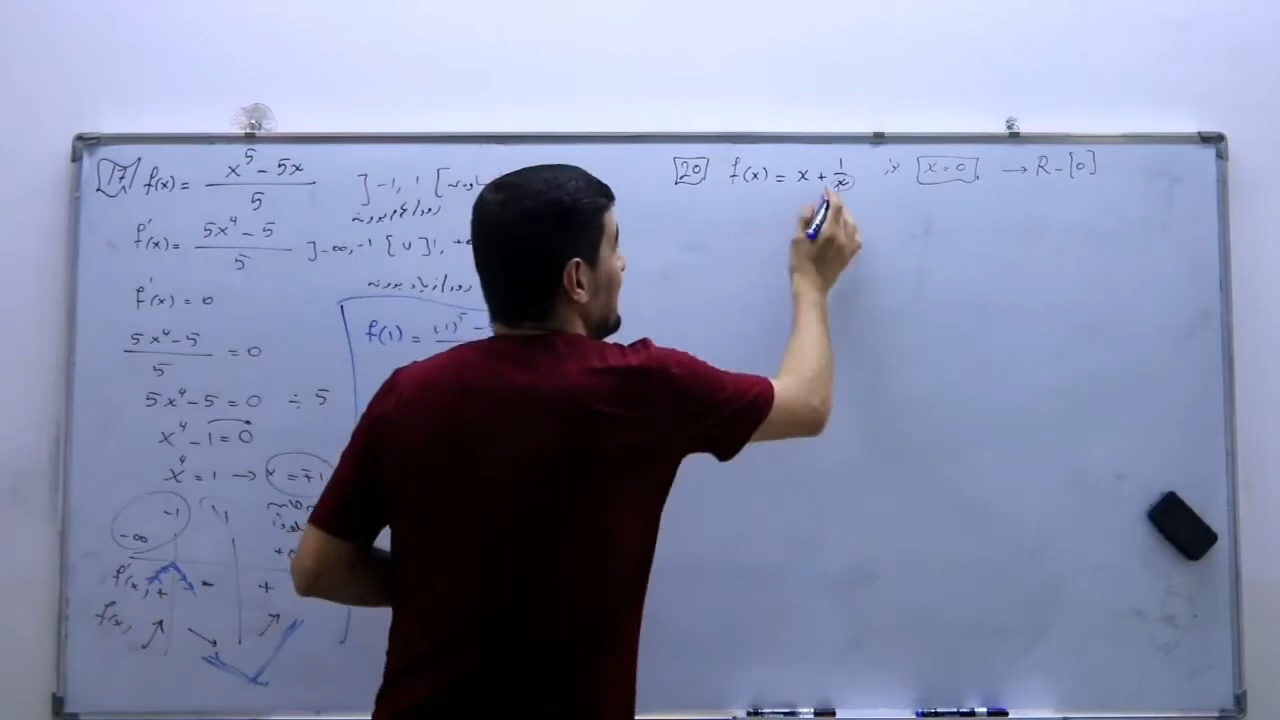 17 f(x) = x⁵ - 5x / 5 ]-1, 1[
f'(x) = 5x⁴ - 5 / 5 ]-∞, -1[ ∪ ]1, +∞
f'(x) = 0
5x⁴ - 5 / 5 = 0
5x⁴ - 5 = 0 ÷ 5
x⁴ - 1 = 0
x⁴ = 1 → x = ∓1
-1 1
-∞
f'(x) + - +
f(x) ↗ ↘ ↗
f(1) = (1)⁵ -
20 f(x) = x + 1/x x=0 → R - {0}